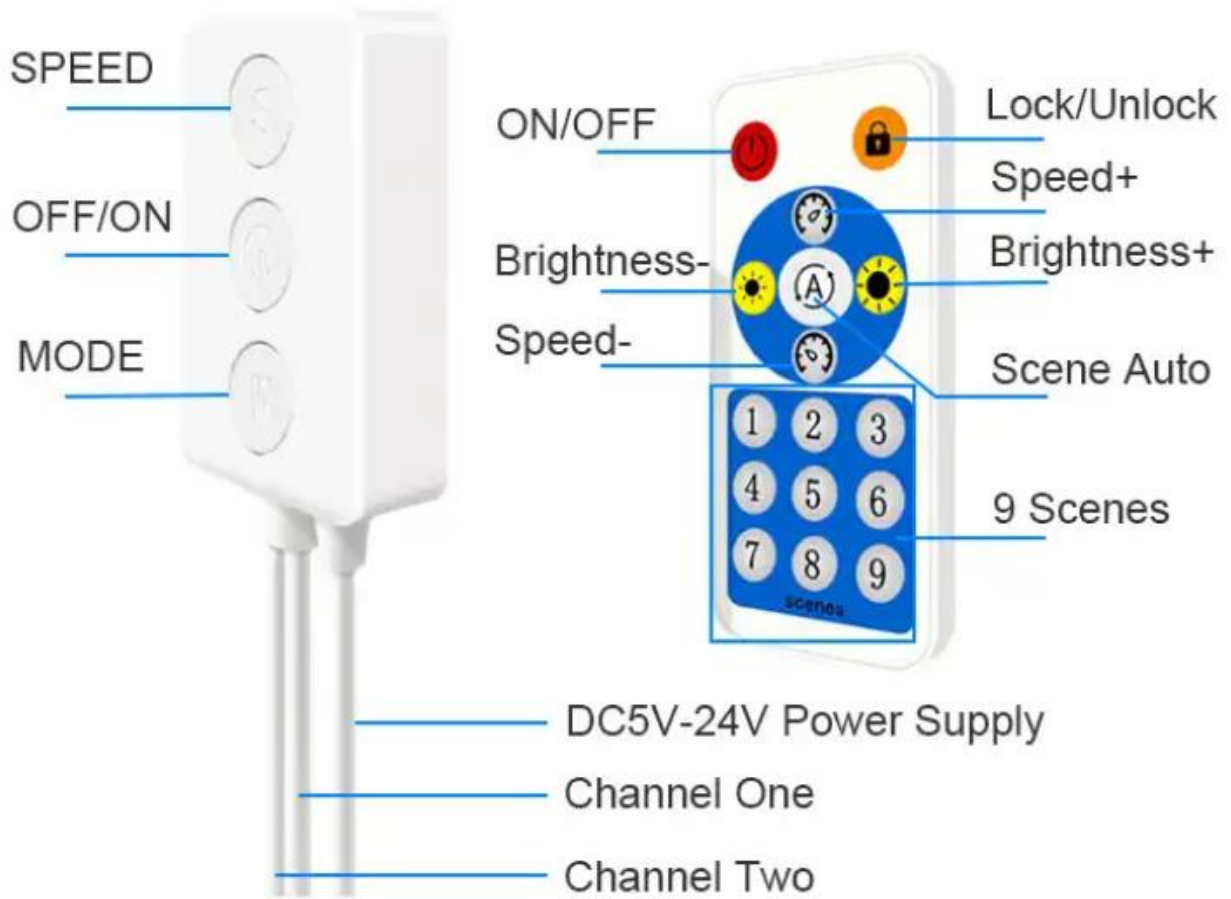 SPEED
OFF/ON
MODE
ON/OFF
Lock/Unlock
Speed+
Brightness-
Brightness+
A
Speed-
Scene Auto
1 2 3
4 5 6
7 8 9
scenes
9 Scenes
DC5V-24V Power Supply
Channel One
Channel Two